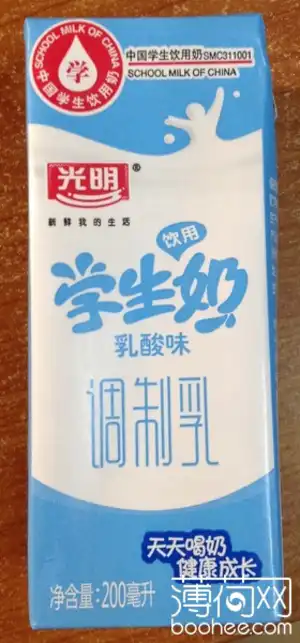 SCHOOL MILK OF CHINA
学
中国学生饮用奶
中国学生饮用奶SMC311001
SCHOOL MILK OF CHINA
光明®
新鲜我的生活
饮用
学生奶
乳酸味
调制乳
天天喝奶
健康成长
净含量:200毫升
薄荷网
boohee.com